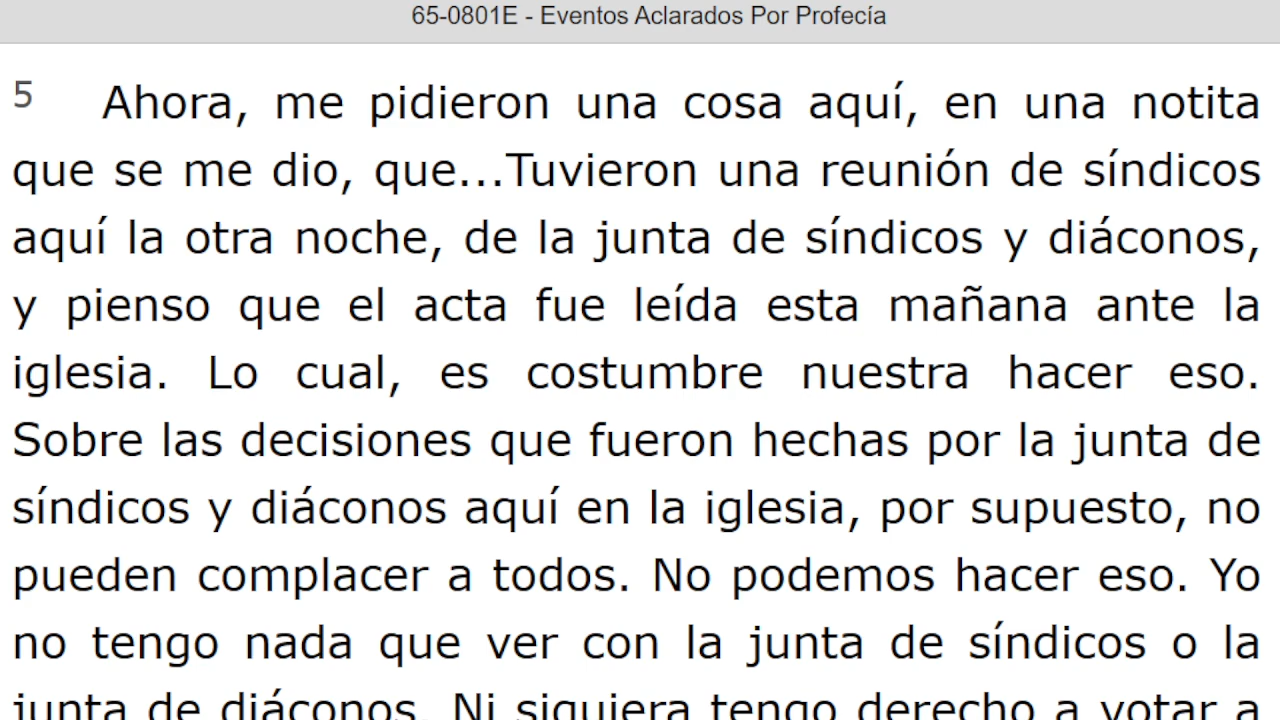 65-0801E - Eventos Aclarados Por Profecía
5 Ahora, me pidieron una cosa aquí, en una notita
que se me dio, que...Tuvieron una reunión de síndicos
aquí la otra noche, de la junta de síndicos y diáconos,
y pienso que el acta fue leída esta mañana ante la
iglesia. Lo cual, es costumbre nuestra hacer eso.
Sobre las decisiones que fueron hechas por la junta de
síndicos y diáconos aquí en la iglesia, por supuesto, no
pueden complacer a todos. No podemos hacer eso. Yo
no tengo nada que ver con la junta de síndicos o la
junta de diáconos. Ni siquiera tengo derecho a votar a